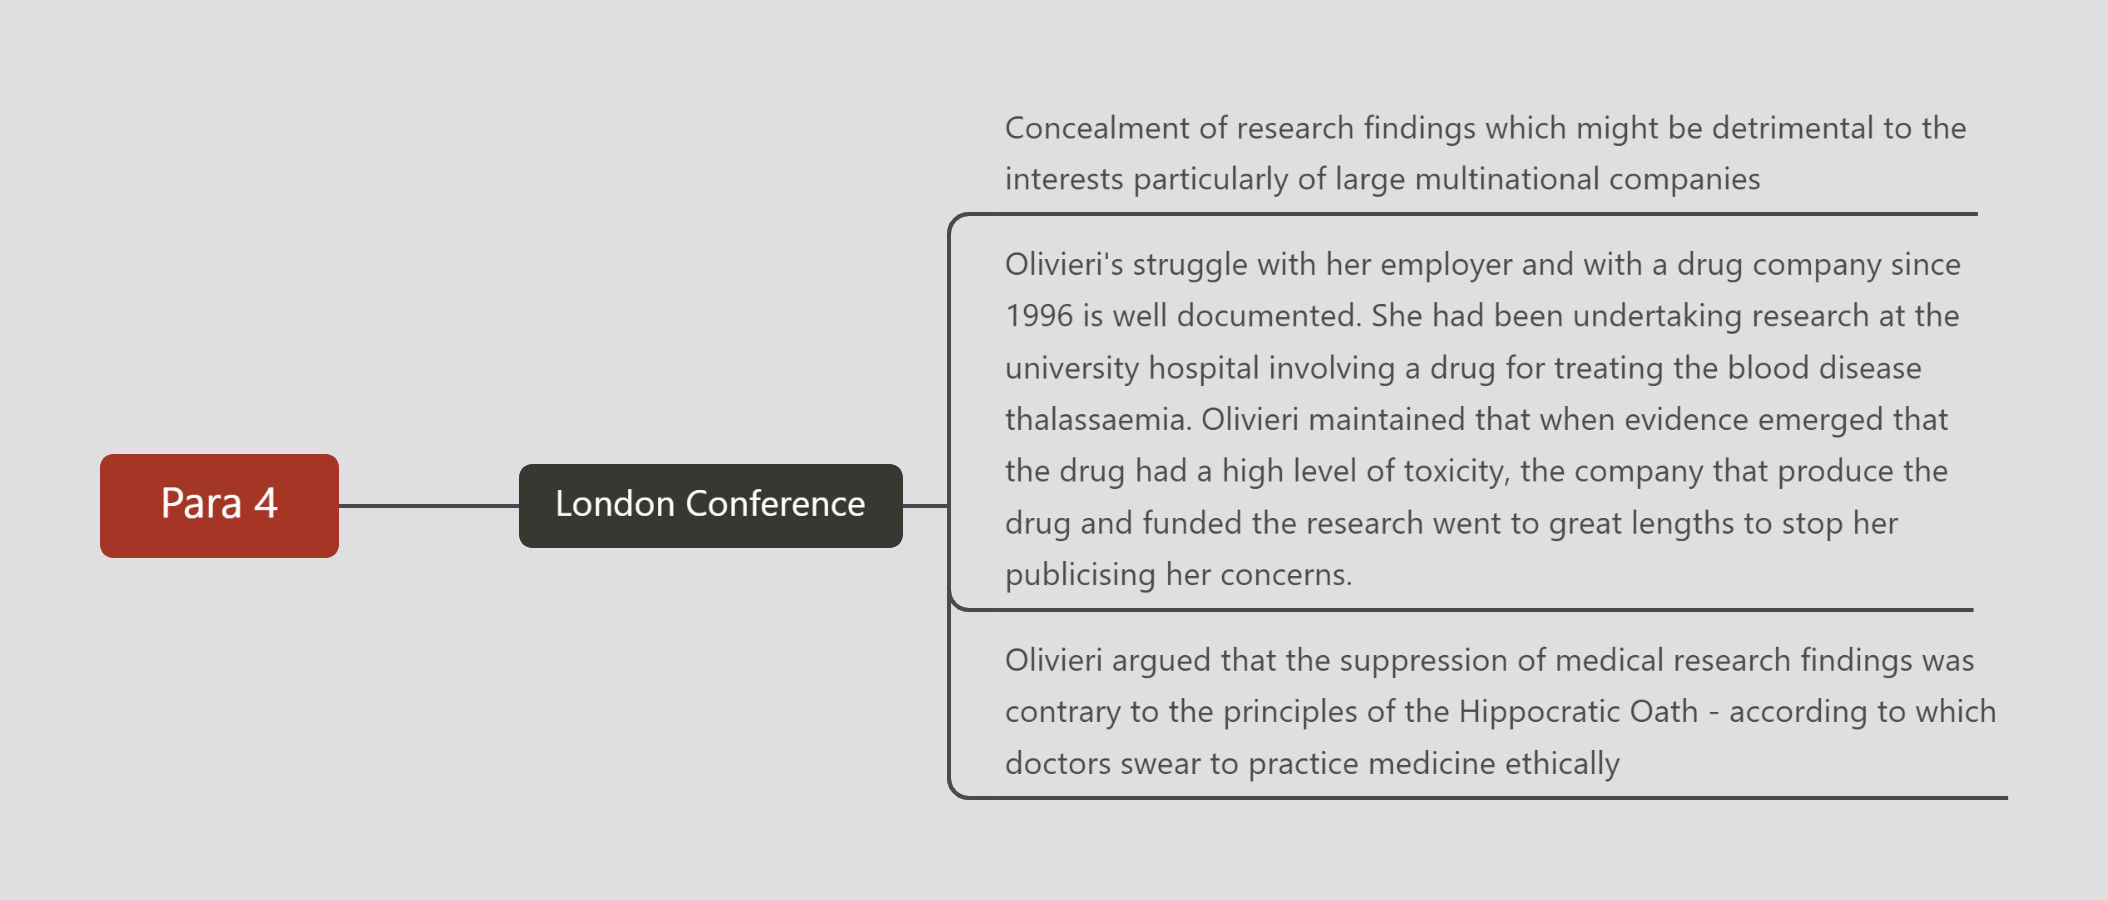 Para 4
London Conference
Concealment of research findings which might be detrimental to the
interests particularly of large multinational companies
Olivieri's struggle with her employer and with a drug company since
1996 is well documented. She had been undertaking research at the
university hospital involving a drug for treating the blood disease
thalassaemia. Olivieri maintained that when evidence emerged that
the drug had a high level of toxicity, the company that produce the
drug and funded the research went to great lengths to stop her
publicising her concerns.
Olivieri argued that the suppression of medical research findings was
contrary to the principles of the Hippocratic Oath - according to which
doctors swear to practice medicine ethically